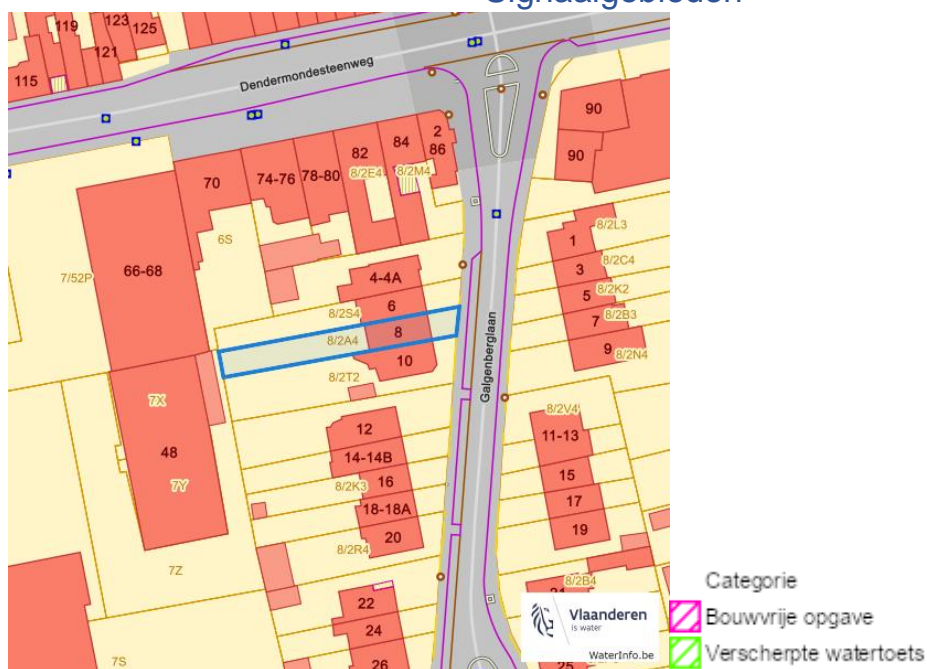 Signaalgebieden
119
123
125
121
115
Dendermondesteenweg
90
90
2
86
84
82
8/2E4
8/2M4
70
74-76
78-80
6S
7/52P
66-68
8/2L3
1
8/2C4
3
8/2K2
5
8/2B3
7
9
8/2N4
4-4A
6
8/2S4
8
8/2A4
10
8/2T2
Galgenberglaan
7X
48
7Y
8/2V4
11-13
12
14-14B
15
8/2K3
16
17
18-18A
19
20
8/2R4
7Z
8/2B4
21
22
24
26
25
7S
Vlaanderen
is water
WaterInfo.be
Categorie
Bouwvrije opgave
Verscherpte watertoets